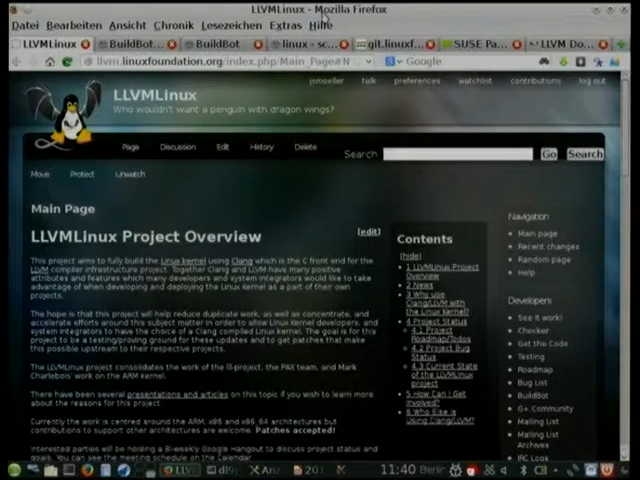 LLVMLinux - Mozilla Firefox
Datei Bearbeiten Ansicht Chronik Lesezeichen Extras Hilfe
LLVMLinux BuildBot... BuildBot linux - sc... git.linuxf... SUSE Pa... LLVM Do...
llvm.linuxfoundation.org/index.php/Main_Page#N Google
jsmoeller talk preferences watchlist contributions log out
LLVMLinux
Who wouldn't want a penguin with dragon wings?
Page Discussion Edit History Delete
Search Go Search
Move Protect Unwatch
Main Page
LLVMLinux Project Overview
[edit]
This project aims to fully build the Linux kernel using Clang which is the C front end for the
LLVM compiler infrastructure project. Together Clang and LLVM have many positive
attributes and features which many developers and system integrators would like to take
advantage of when developing and deploying the Linux Kernel as a part of their own
projects.
The hope is that this project will help reduce duplicate work, as well as concentrate, and
accelerate efforts around this subject matter in order to allow Linux Kernel developers, and
system integrators to have the choice of a Clang compiled Linux kernel. The goal is for this
project to be a testing/proving ground for these updates and to get patches that make
this possible upstream to their respective projects.
The LLVMLinux project consolidates the work of the ll-project, the PAX team, and Mark
Charlebois' work on the ARM kernel.
There have been several presentations and articles on this topic if you wish to learn more
about the reasons for this project
Currently the work is centred around the ARM, x86 and x86_64 architectures but
contributions to support other architectures are welcome. Patches accepted!
Interested parties will be holding a Bi-weekly Google Hangout to discuss project status and
goals. You can see the meeting schedule on the Calendar
Contents
[hide]
1 LLVMLinux Project
Overview
2 News
3 Why use
Clang/LLVM with
the Linux kernel?
4 Project Status
4.1 Project
Roadmap/Todos
4.2 Project Bug
Status
4.3 Current State
of the LLVMLinux
project
5 How Can I Get
Involved?
6 Who Else is
Using Clang/LLVM?
Navigation
Main page
Recent changes
Random page
Help
Developers
See it work!
Checker
Get the Code
Testing
Roadmap
Bug List
BuildBot
G+ Community
Mailing List
Mailing List
Archives
IRC Logs
LLV 201 11:40 Berlin